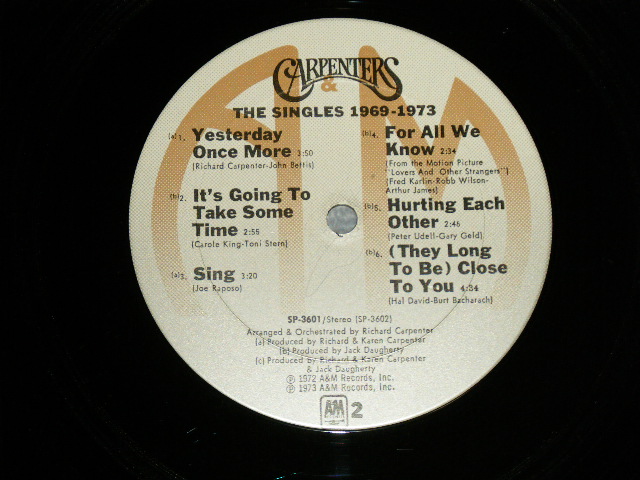 CARPENTERS
&
THE SINGLES 1969-1973
(a)1. Yesterday
Once More 3:50
(Richard Carpenter-John Bettis)
(b)2. It's Going To
Take Some
Time 2:55
(Carole King-Toni Stern)
(a)3. Sing 3:20
(Joe Raposo)
(b)4. For All We
Know 2:34
(From the Motion Picture
"Lovers And Other Strangers")
(Fred Karlin-Robb Wilson-
Arthur James)
(b)5. Hurting Each
Other 2:46
(Peter Udell-Gary Geld)
(b)6. (They Long
To Be) Close
To You 4:34
(Hal David-Burt Bacharach)
SP-3601/Stereo (SP-3602)
Arranged & Orchestrated by Richard Carpenter
(a) Produced by Richard & Karen Carpenter
(b) Produced by Jack Daugherty
(c) Produced by Richard & Karen Carpenter
& Jack Daugherty
℗ 1972 A&M Records, Inc.
℗ 1973 A&M Records, Inc.
A&M 2